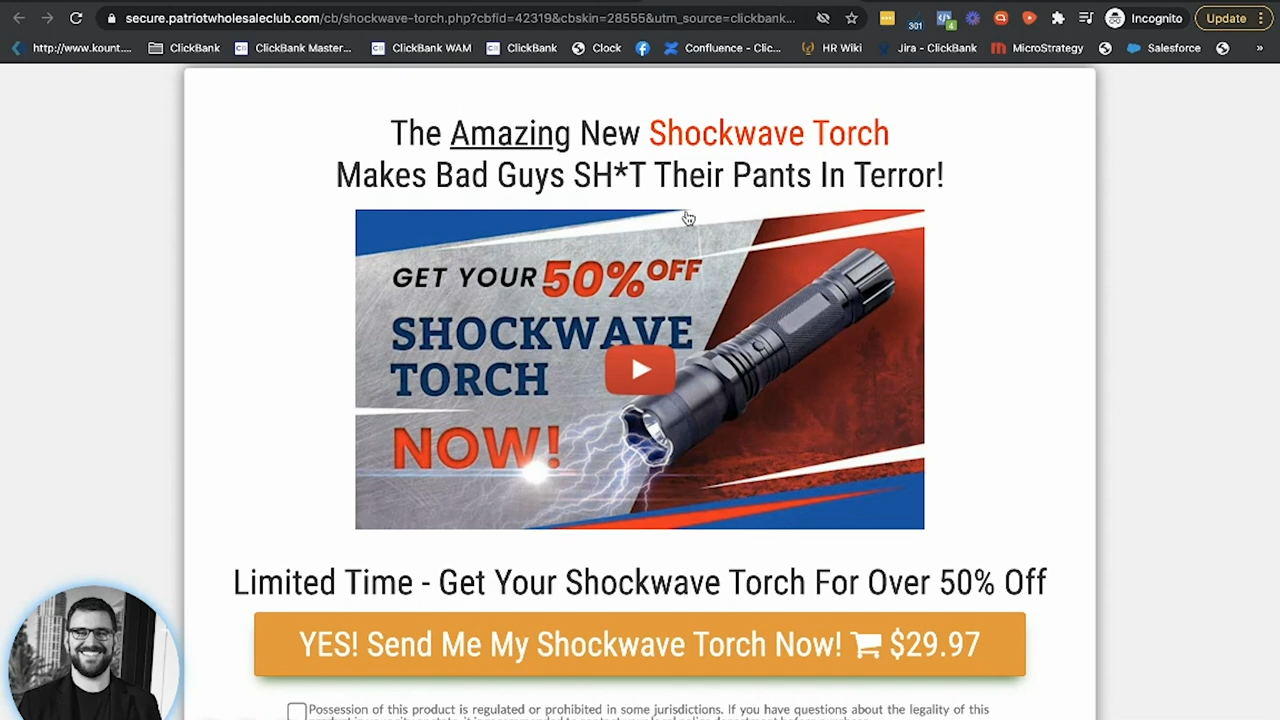 secure.patriotwholesaleclub.com/cb/shockwave-torch.php?cbfid=42319&cbskin=28555&utm_source=clickbank...
301
4
Incognito
Update
http://www.kount....
ClickBank
ClickBank Master...
ClickBank WAM
ClickBank
Clock
Confluence - Clic...
HR Wiki
Jira - ClickBank
MicroStrategy
Salesforce
»
The Amazing New Shockwave Torch
Makes Bad Guys SH*T Their Pants In Terror!
GET YOUR 50% OFF
SHOCKWAVE
TORCH
NOW!
Limited Time - Get Your Shockwave Torch For Over 50% Off
YES! Send Me My Shockwave Torch Now! $29.97
Possession of this product is regulated or prohibited in some jurisdictions. If you have questions about the legality of this